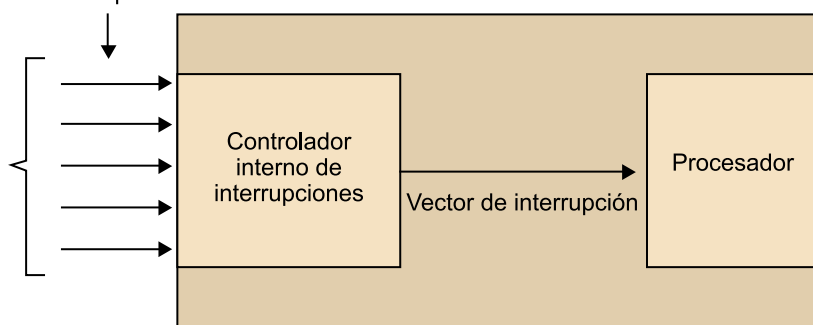 Controlador
interno de
interrupciones
Vector de interrupción
Procesador